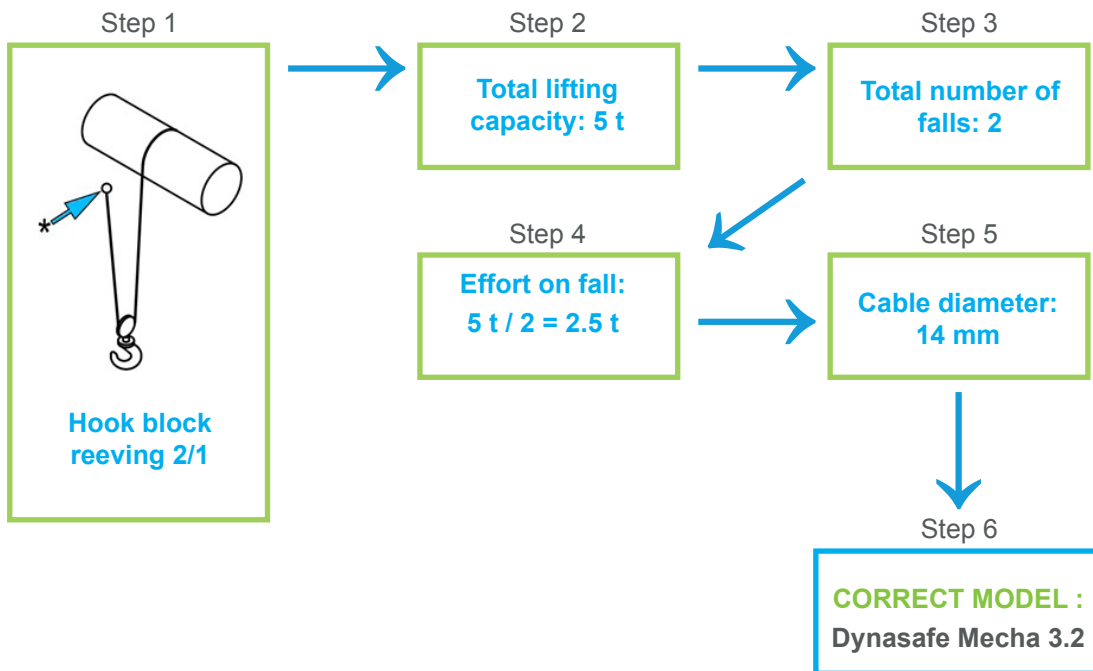 Step 1
*
Hook block
reeving 2/1
Step 2
Total lifting
capacity: 5 t
Step 3
Total number of
falls: 2
Step 4
Effort on fall:
5 t / 2 = 2.5 t
Step 5
Cable diameter:
14 mm
Step 6
CORRECT MODEL :
Dynasafe Mecha 3.2